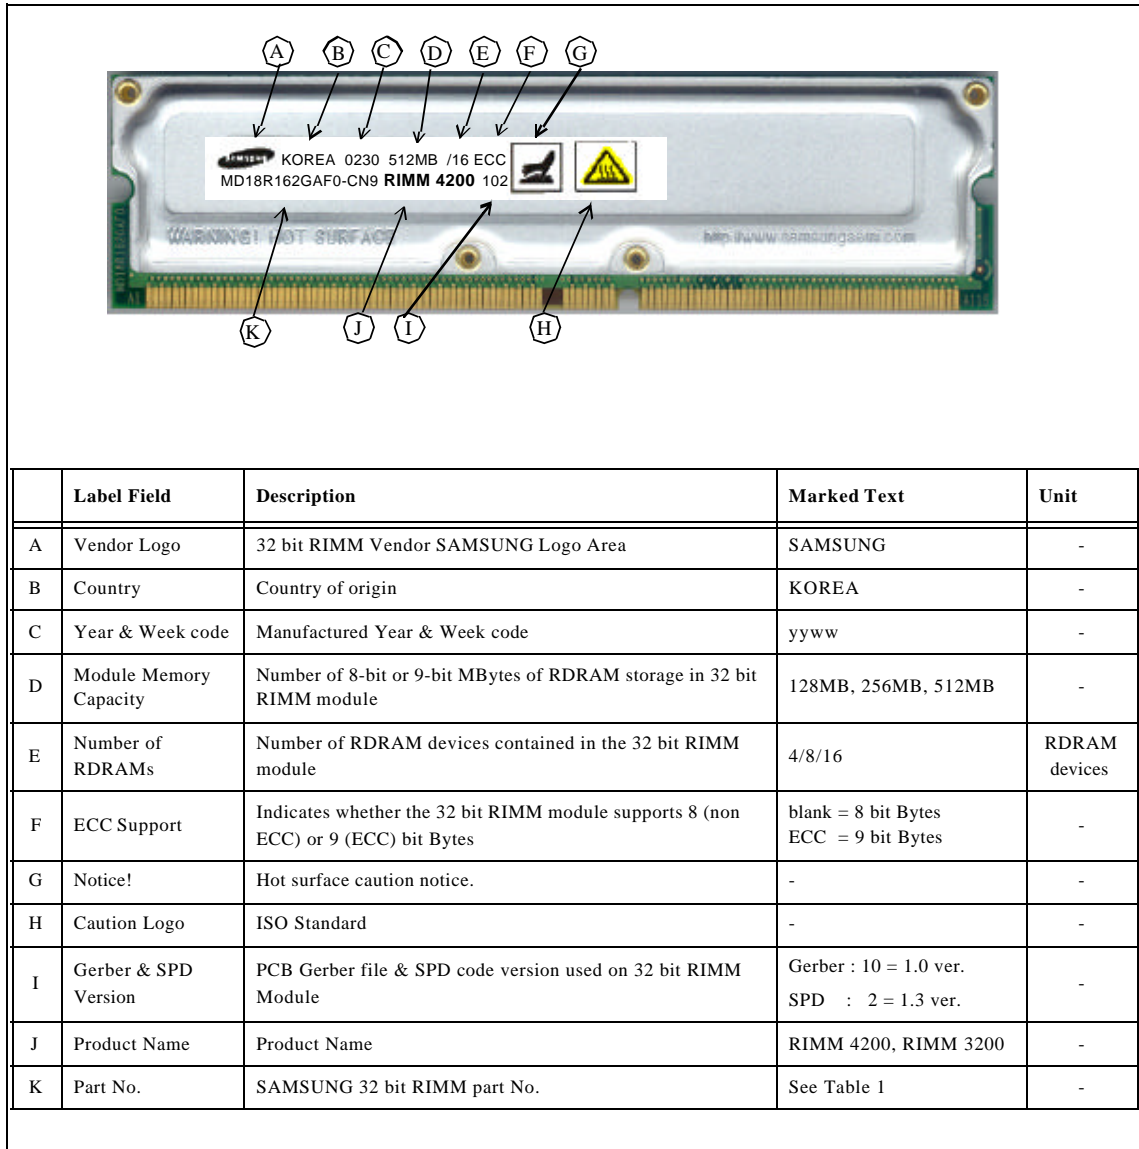 A B C D E F G
SAMSUNG KOREA 0230 512MB /16 ECC
MD18R162GAF0-CN9 RIMM 4200 102
WARNING! HOT SURFACE
K J I H
A1
Label Field Description Marked Text Unit
A Vendor Logo 32 bit RIMM Vendor SAMSUNG Logo Area SAMSUNG -
B Country Country of origin KOREA -
C Year & Week code Manufactured Year & Week code yyww -
D Module Memory Capacity Number of 8-bit or 9-bit MBytes of RDRAM storage in 32 bit RIMM module 128MB, 256MB, 512MB -
E Number of RDRAMs Number of RDRAM devices contained in the 32 bit RIMM module 4/8/16 RDRAM devices
F ECC Support Indicates whether the 32 bit RIMM module supports 8 (non ECC) or 9 (ECC) bit Bytes blank = 8 bit Bytes ECC = 9 bit Bytes -
G Notice! Hot surface caution notice. - -
H Caution Logo ISO Standard - -
I Gerber & SPD Version PCB Gerber file & SPD code version used on 32 bit RIMM Module Gerber : 10 = 1.0 ver. SPD : 2 = 1.3 ver. -
J Product Name Product Name RIMM 4200, RIMM 3200 -
K Part No. SAMSUNG 32 bit RIMM part No. See Table 1 -